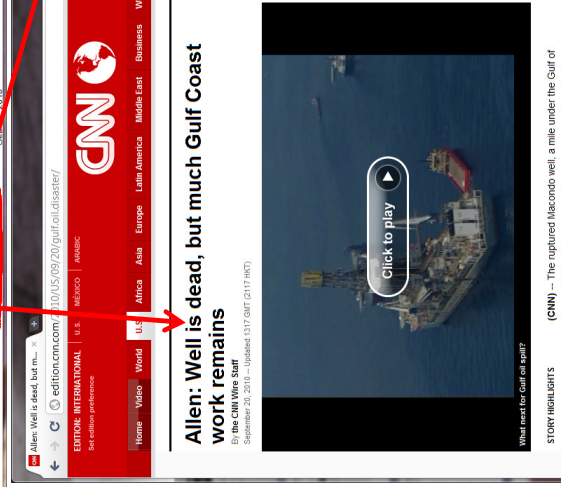 Allen: Well is dead, but m... ×
edition.cnn.com/2010/US/09/20/gulf.oil.disaster/
EDITION: INTERNATIONAL U.S. MÉXICO ARABIC
Set edition preference
CNN
Home Video World U.S. Africa Asia Europe Latin America Middle East Business
Allen: Well is dead, but much Gulf Coast
work remains
By the CNN Wire Staff
September 20, 2010 -- Updated 1317 GMT (2117 HKT)
Click to play
What next for Gulf oil spill?
STORY HIGHLIGHTS
(CNN) -- The ruptured Macondo well, a mile under the Gulf of